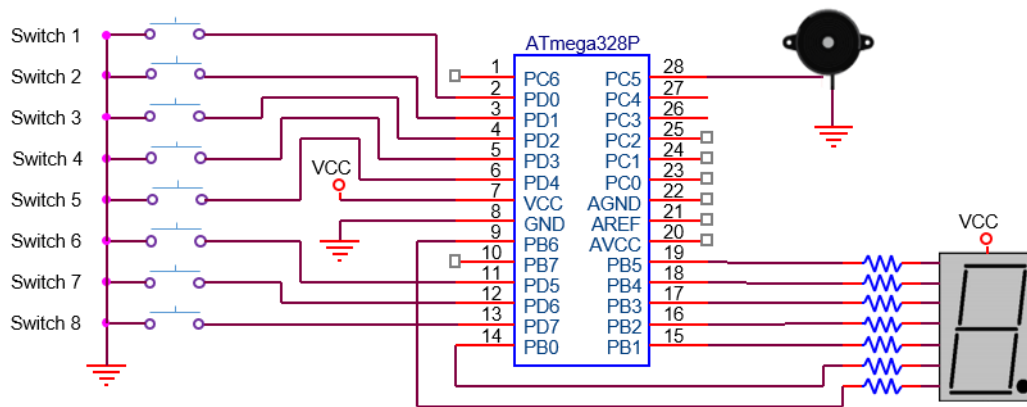 ATmega328P
Switch 1
Switch 2
Switch 3
Switch 4
Switch 5
Switch 6
Switch 7
Switch 8
VCC
1 PC6 PC5 28
2 PD0 PC4 27
3 PD1 PC3 26
4 PD2 PC2 25
5 PD3 PC1 24
6 PD4 PC0 23
7 VCC AGND 22
8 GND AREF 21
9 PB6 AVCC 20
10 PB7 PB5 19
11 PD5 PB4 18
12 PD6 PB3 17
13 PD7 PB2 16
14 PB0 PB1 15
VCC